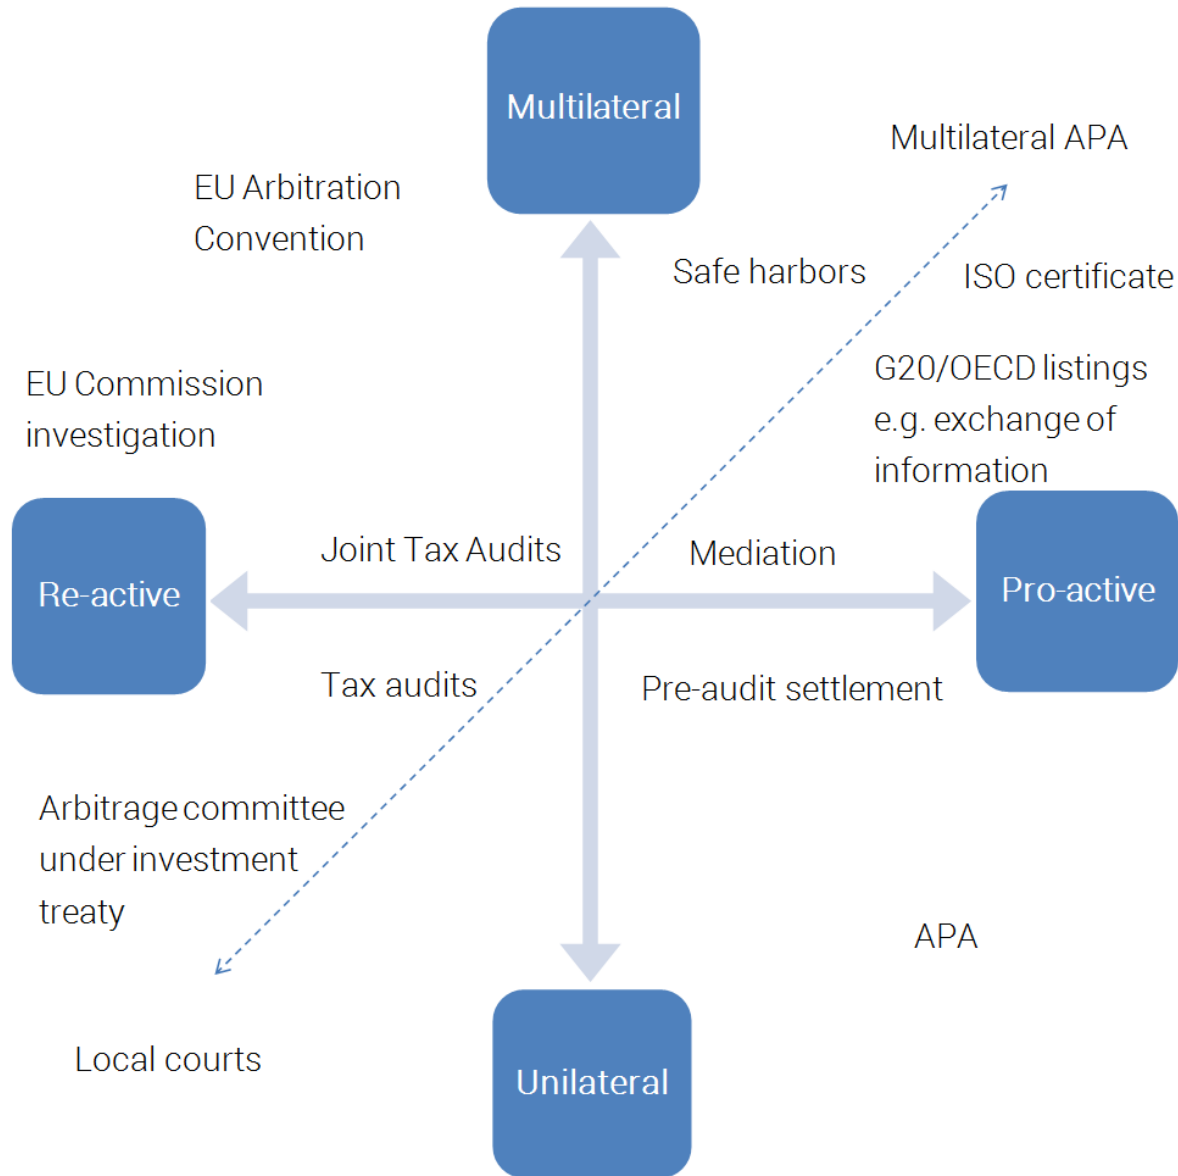 Multilateral
Multilateral APA
EU Arbitration
Convention
Safe harbors
ISO certificate
EU Commission
investigation
G20/OECD listings
e.g. exchange of
information
Joint Tax Audits
Mediation
Re-active
Pro-active
Tax audits
Pre-audit settlement
Arbitrage committee
under investment
treaty
APA
Local courts
Unilateral